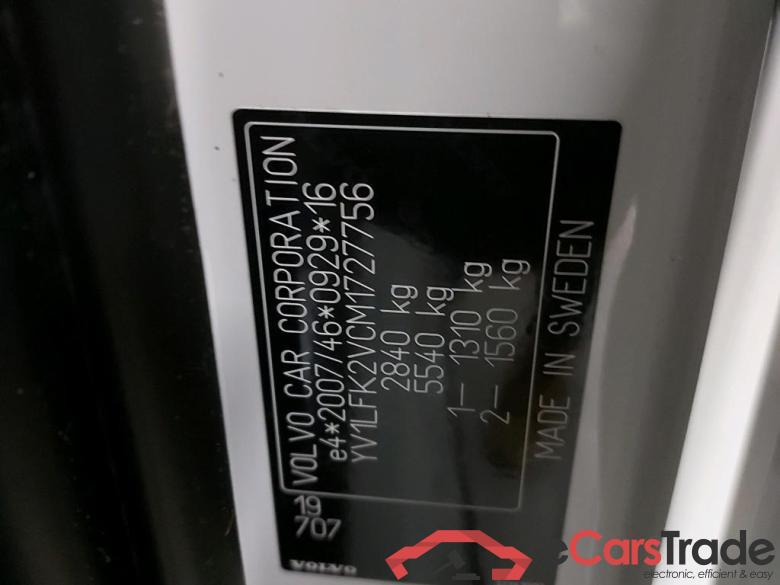 VOLVO CAR CORPORATION
e4*2007/46*0929*16
YV1LFK2VCM1727756
2840 kg
5540 kg
1– 1310 kg
2– 1560 kg
MADE IN SWEDEN
19
707
VOLVO
eCarsTrade
electronic, efficient & easy